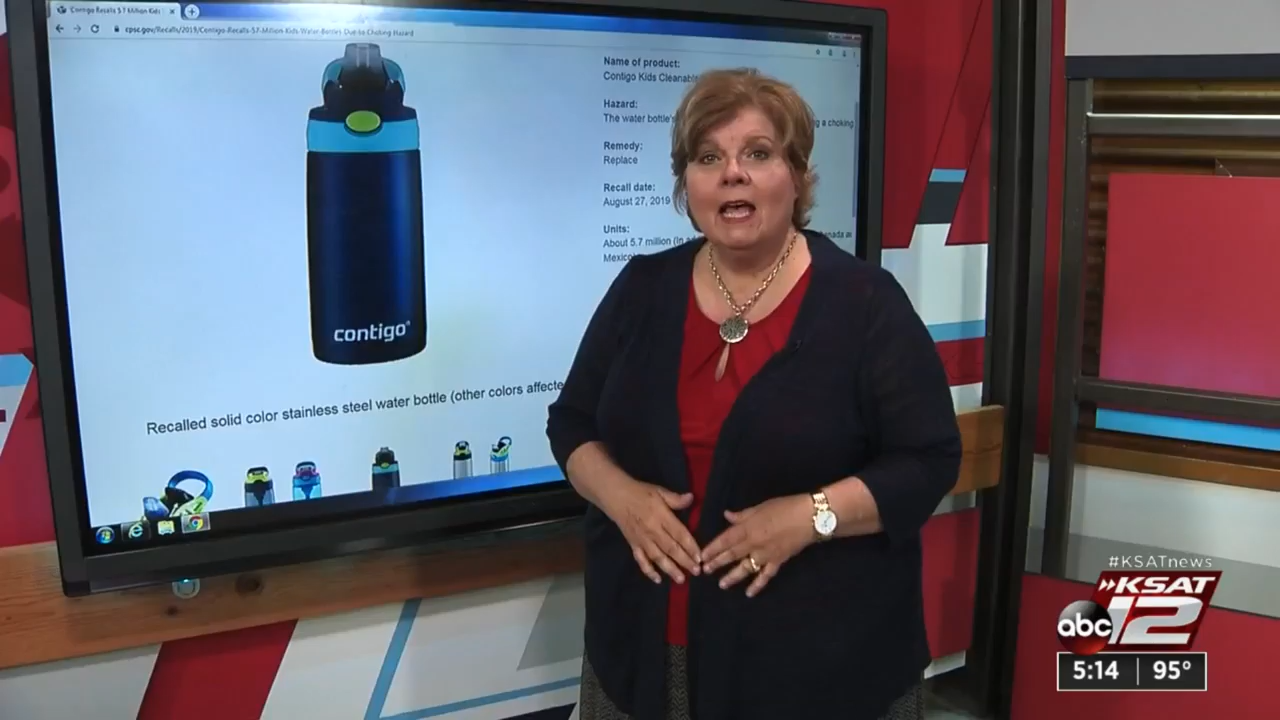 Contigo Recalls 5.7 Million Kids
cpsc.gov/Recalls/2019/Contigo-Recalls-57-Million-Kids-Water-Bottles-Due-to-Choking-Hazard
Name of product:
Contigo Kids Cleanable
Hazard:
The water bottle's
g a choking
Remedy:
Replace
Recall date:
August 27, 2019
Units:
About 5.7 million (in
Mexico
contigo
Recalled solid color stainless steel water bottle (other colors affecte
#KSATnews
KSAT
abc 12
5:14 95°